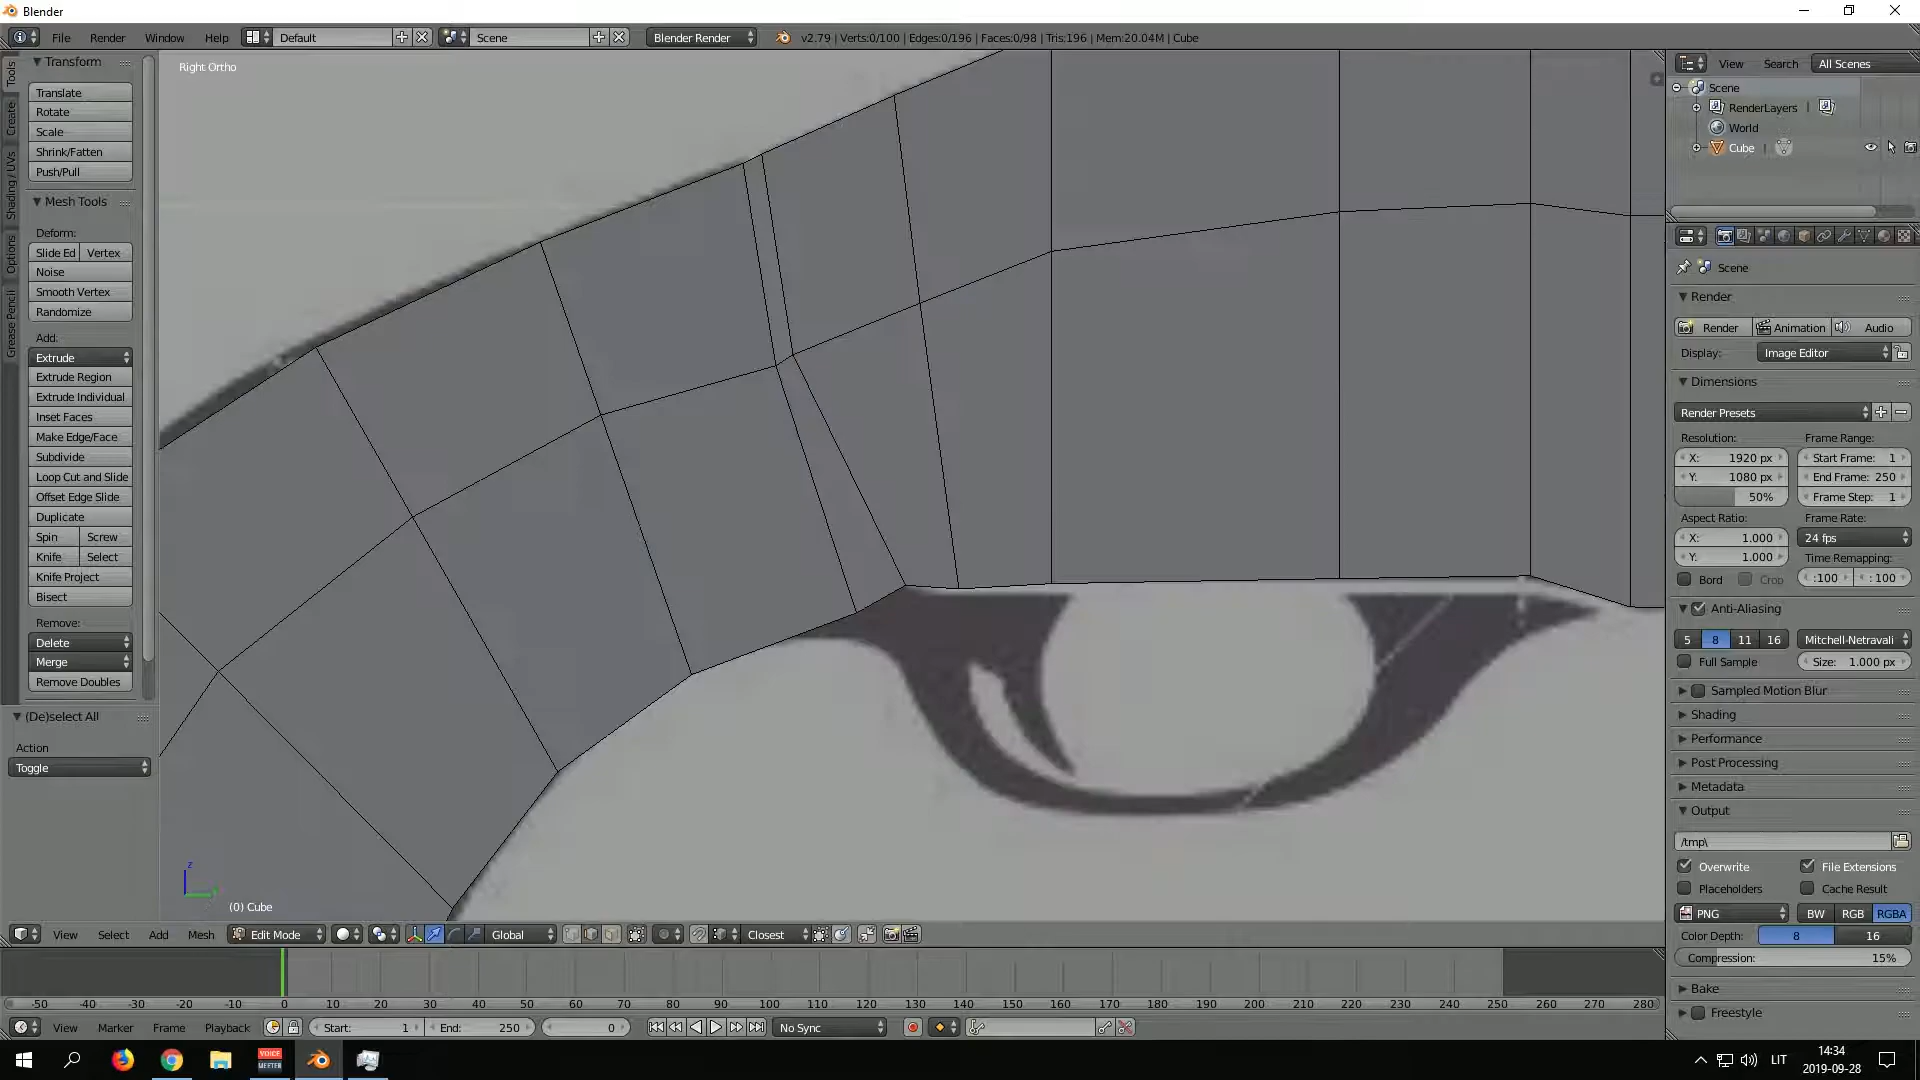 Blender
File Render Window Help Default Scene Blender Render v2.79 | Verts:0/100 | Edges:0/196 | Faces:0/98 | Tris:196 | Mem:20.04M | Cube
Right Ortho
Tools
Create
Shading / UVs
Options
Grease Pencil
Transform
Translate
Rotate
Scale
Shrink/Fatten
Push/Pull
Mesh Tools
Deform:
Slide Ed Vertex
Noise
Smooth Vertex
Randomize
Add:
Extrude
Extrude Region
Extrude Individual
Inset Faces
Make Edge/Face
Subdivide
Loop Cut and Slide
Offset Edge Slide
Duplicate
Spin Screw
Knife Select
Knife Project
Bisect
Remove:
Delete
Merge
Remove Doubles
(De)select All
Action
Toggle
z
(0) Cube
View Select Add Mesh Edit Mode Global Closest
-50 -40 -30 -20 -10 0 10 20 30 40 50 60 70 80 90 100 110 120 130 140 150 160 170 180 190 200 210 220 230 240 250 260 270 280
View Marker Frame Playback Start: 1 End: 250 0 No Sync
View Search All Scenes
Scene
RenderLayers |
World
Cube |
Scene
Render
Render Animation Audio
Display: Image Editor
Dimensions
Render Presets
Resolution: Frame Range:
X: 1920 px Start Frame: 1
Y: 1080 px End Frame: 250
50% Frame Step: 1
Aspect Ratio: Frame Rate:
X: 1.000 24 fps
Y: 1.000 Time Remapping:
Bord Crop :100 : 100
Anti-Aliasing
5 8 11 16 Mitchell-Netravali
Full Sample Size: 1.000 px
Sampled Motion Blur
Shading
Performance
Post Processing
Metadata
Output
/tmp\
Overwrite File Extensions
Placeholders Cache Result
PNG BW RGB RGBA
Color Depth: 8 16
Compression: 15%
Bake
Freestyle
VOICE
MEETER
LIT
14:34
2019-09-28